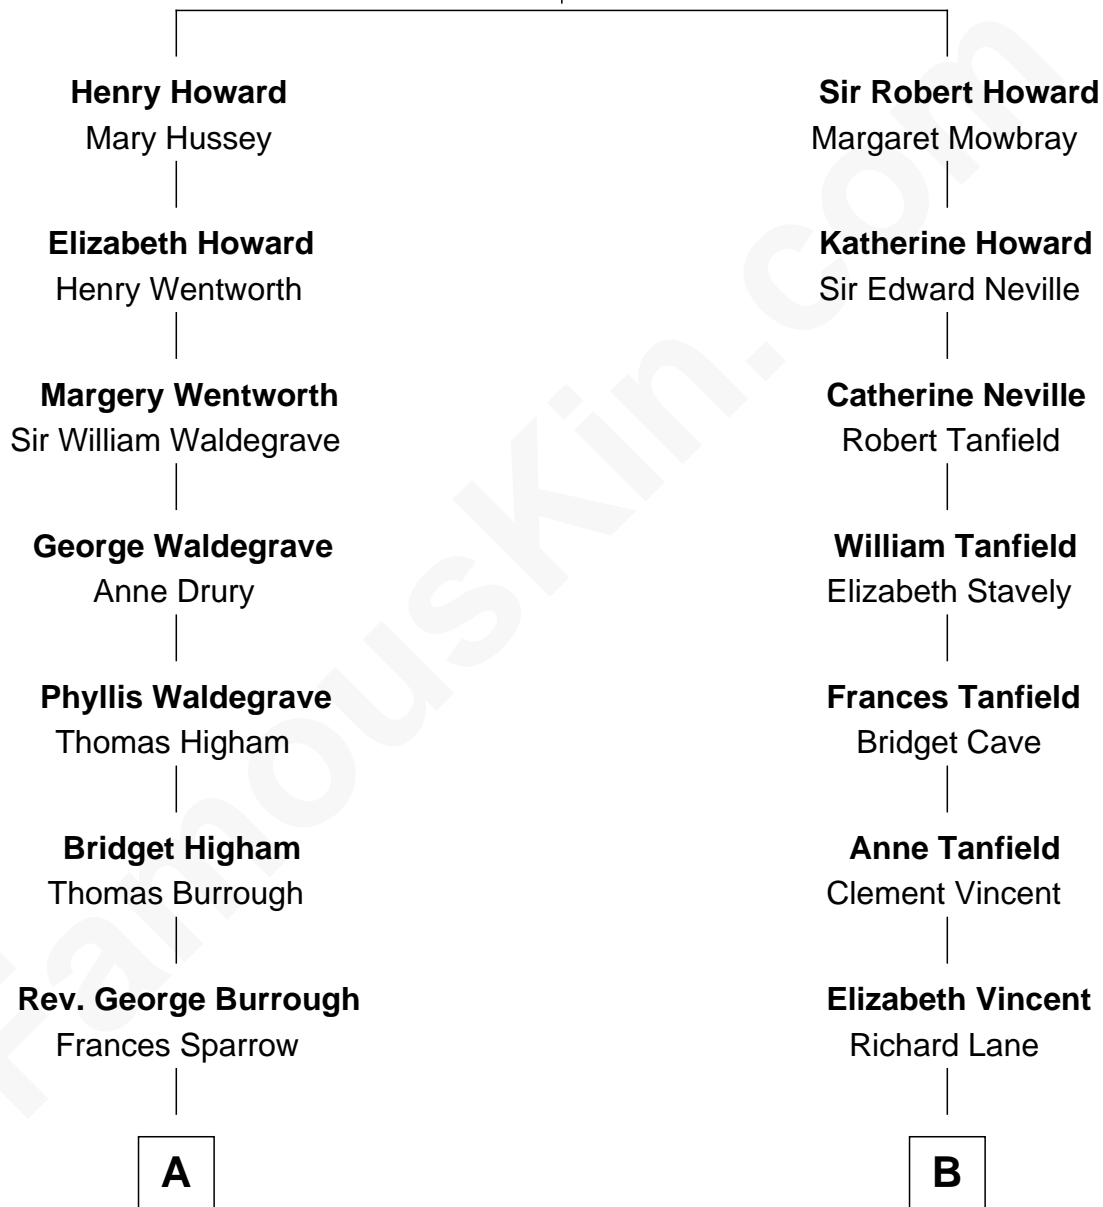 Henry Howard
Mary Hussey
Sir Robert Howard
Margaret Mowbray
Elizabeth Howard
Henry Wentworth
Katherine Howard
Sir Edward Neville
Margery Wentworth
Sir William Waldegrave
Catherine Neville
Robert Tanfield
George Waldegrave
Anne Drury
William Tanfield
Elizabeth Stavely
Phyllis Waldegrave
Thomas Higham
Frances Tanfield
Bridget Cave
Bridget Higham
Thomas Burrough
Anne Tanfield
Clement Vincent
Rev. George Burrough
Frances Sparrow
Elizabeth Vincent
Richard Lane
A
B
FamousKin.com